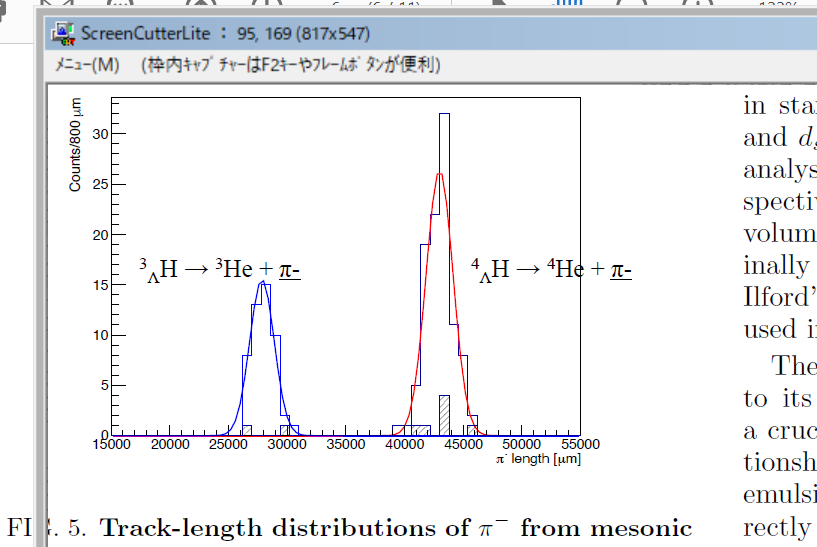 ScreenCutterLite : 95, 169 (817x547)
メニュー(M) (枠内ｷｬﾌﾟﾁｬｰはF2ｷｰやﾌﾚｰﾑﾎﾞﾀﾝが便利)
Counts/800 μm
30
25
20
15
10
5
0
³ΛH → ³He + π-
⁴ΛH → ⁴He + π-
15000 20000 25000 30000 35000 40000 45000 50000 55000
π⁻ length [μm]
FIG. 5. Track-length distributions of π⁻ from mesonic
in
and
analys
volum
inally
Ilford'
used
The
to its
a cruc
tionsh
emulsi
rectly